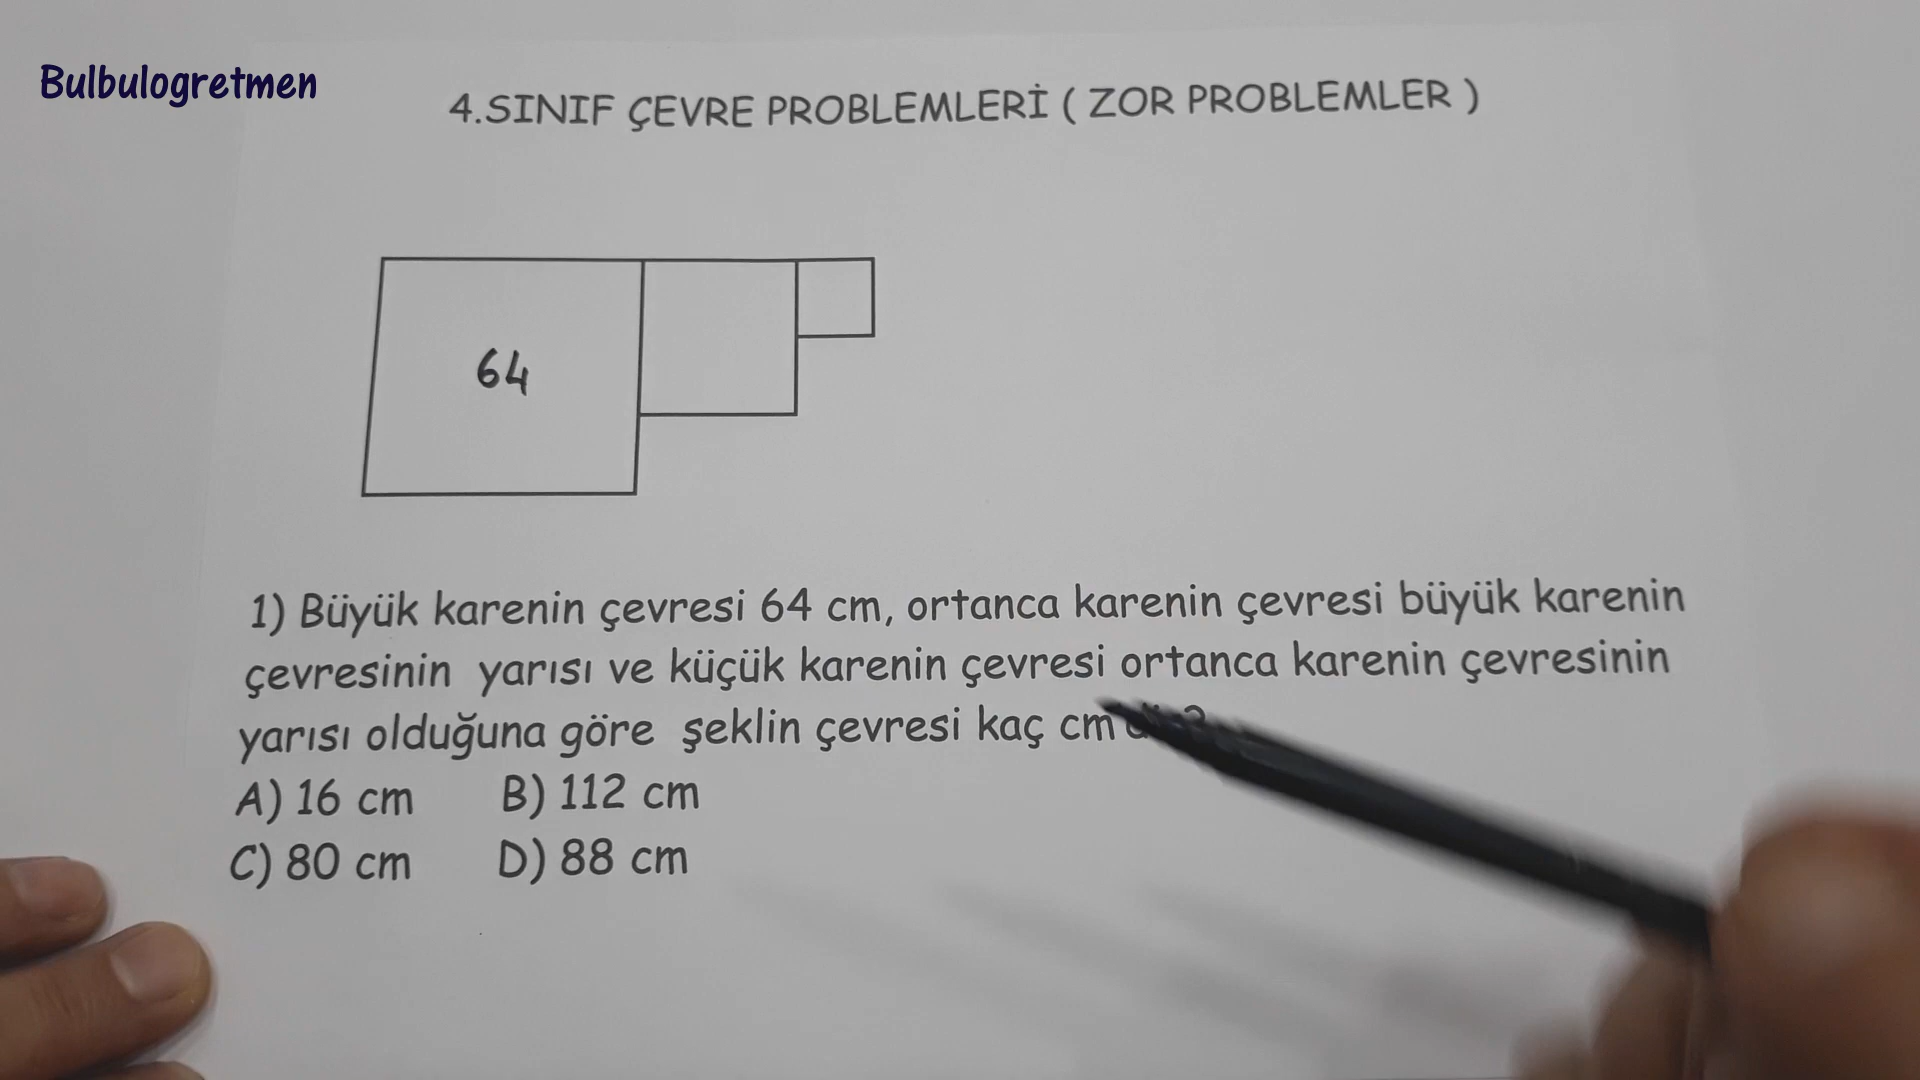 Bulbulogretmen
4.SINIF ÇEVRE PROBLEMLERİ ( ZOR PROBLEMLER )
64
1) Büyük karenin çevresi 64 cm, ortanca karenin çevresi büyük karenin
çevresinin yarısı ve küçük karenin çevresi ortanca karenin çevresinin
yarısı olduğuna göre şeklin çevresi kaç cm
A) 16 cm B) 112 cm
C) 80 cm D) 88 cm